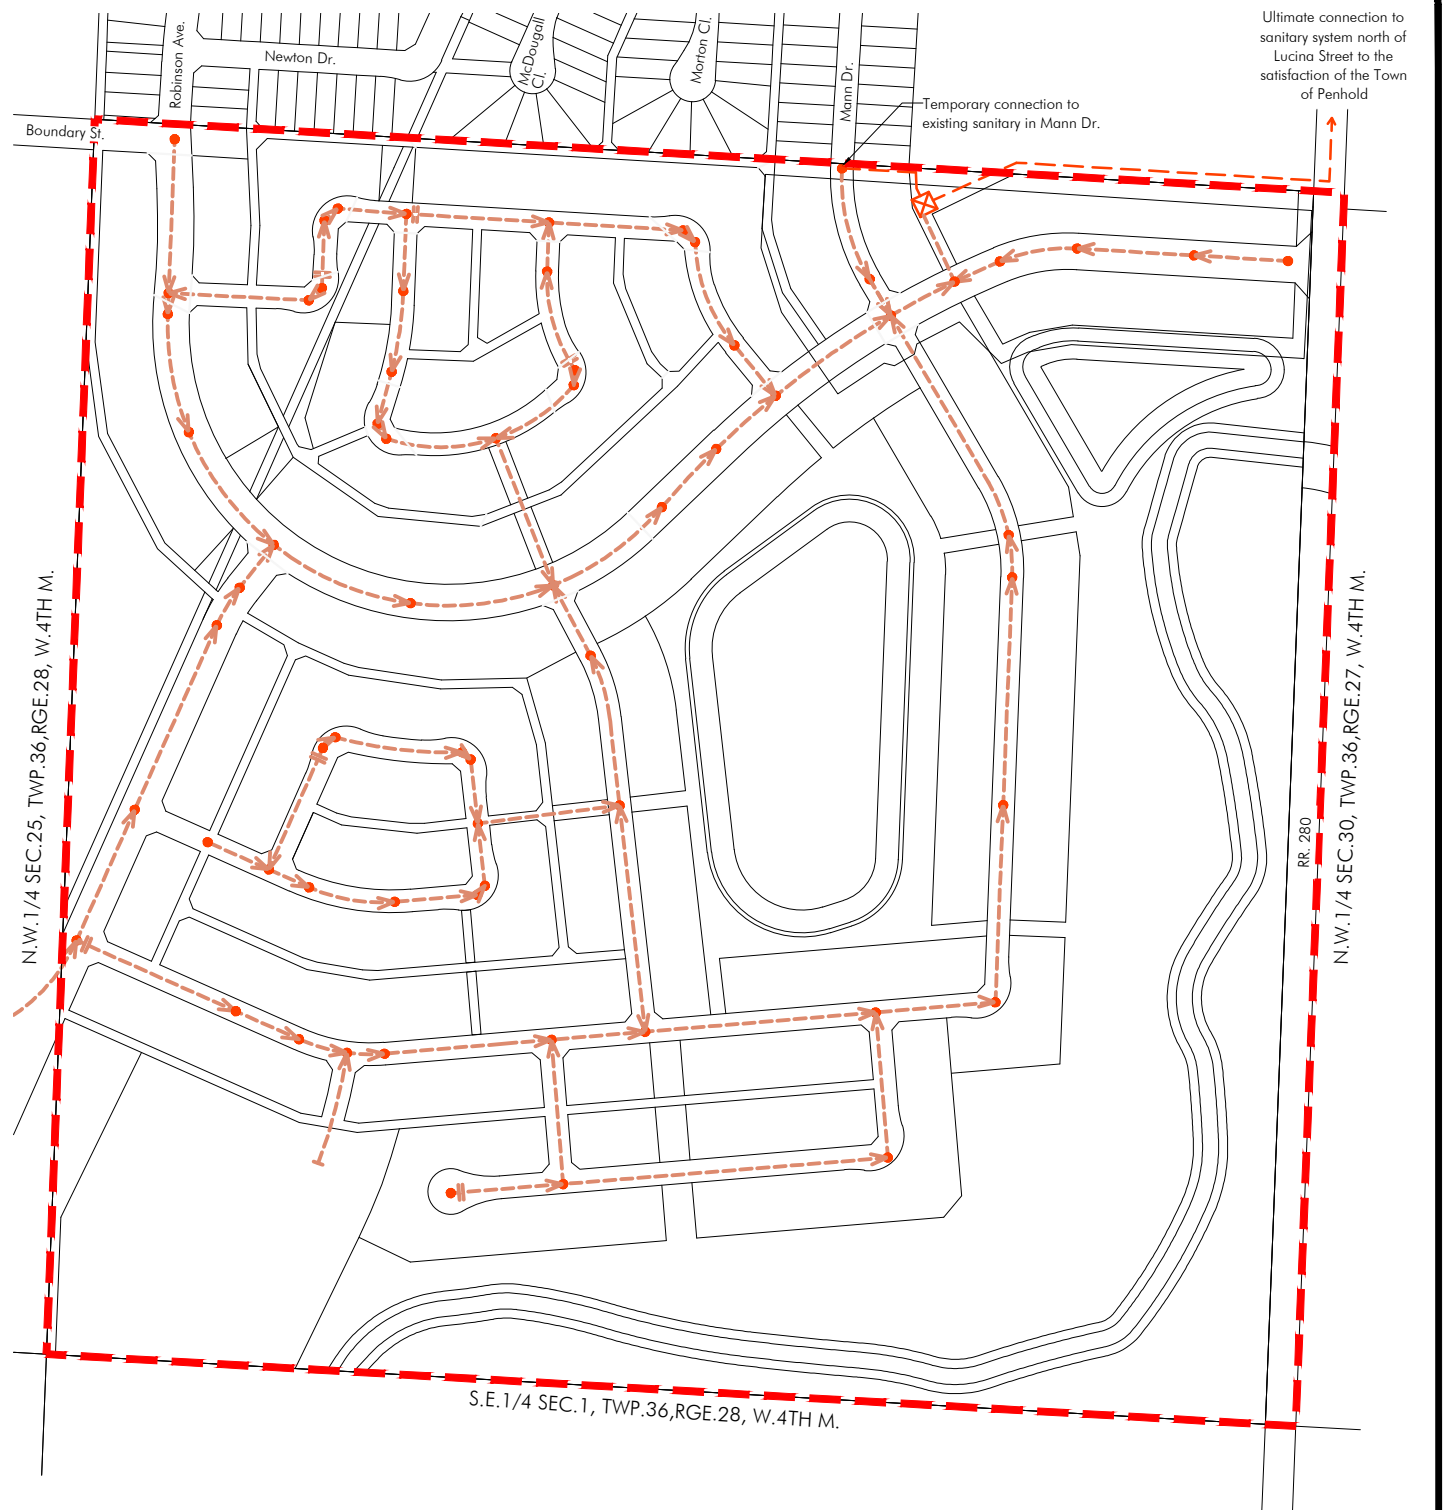 Ultimate connection to
sanitary system north of
Lucina Street to the
satisfaction of the Town
of Penhold
Robinson Ave.
Newton Dr.
McDougall
Cl.
Morton Cl.
Mann Dr.
Temporary connection to
existing sanitary in Mann Dr.
Boundary St.
N.W.1/4 SEC.25, TWP.36,RGE.28, W.4TH M.
N.W.1/4 SEC.30, TWP.36,RGE.27, W.4TH M.
RR. 280
S.E.1/4 SEC.1, TWP.36,RGE.28, W.4TH M.